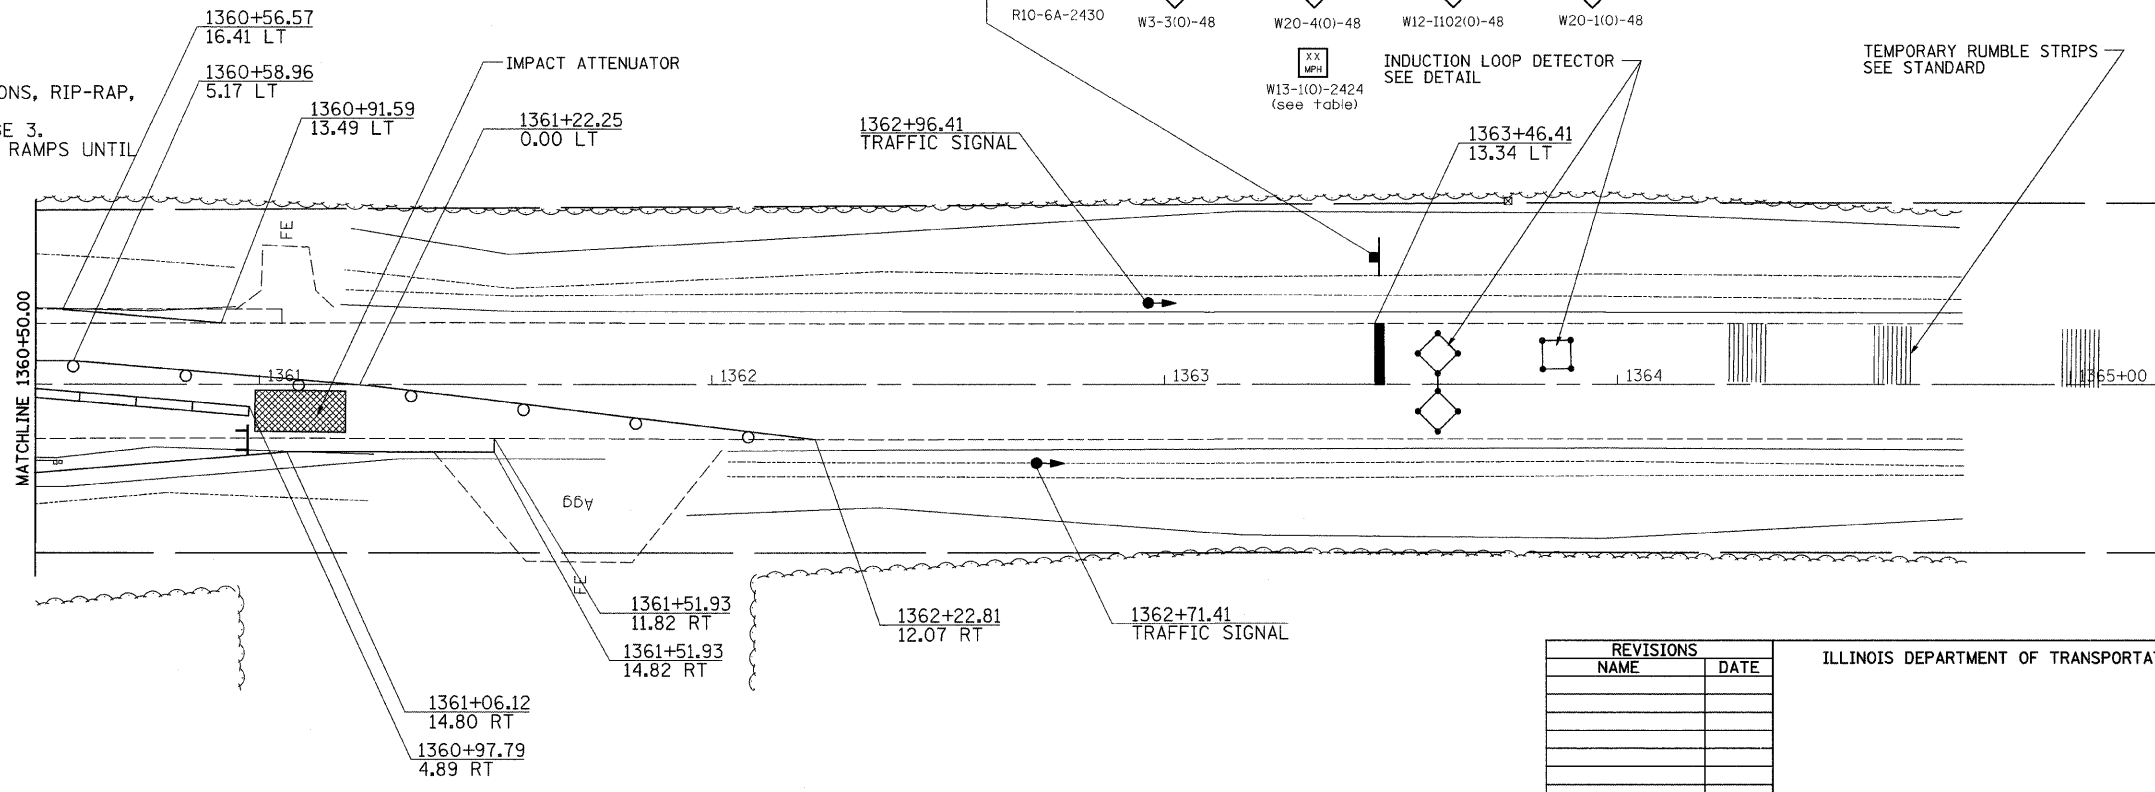 1360+56.57
16.41 LT
1360+58.96
5.17 LT
ONS, RIP-RAP,
GE 3.
RAMPS UNTIL
1360+91.59
13.49 LT
IMPACT ATTENUATOR
1361+22.25
0.00 LT
1362+96.41
TRAFFIC SIGNAL
R10-6A-2430
W3-3(O)-48
W20-4(O)-48
W12-I102(O)-48
W20-1(O)-48
XX
MPH
W13-1(O)-2424
(see table)
INDUCTION LOOP DETECTOR
SEE DETAIL
1363+46.41
13.34 LT
TEMPORARY RUMBLE STRIPS
SEE STANDARD
MATCHLINE 1360+50.00
FE
1361
1362
1363
1364
1365+00
Agg
FE
1361+51.93
11.82 RT
1361+51.93
14.82 RT
1362+22.81
12.07 RT
1362+71.41
TRAFFIC SIGNAL
1361+06.12
14.80 RT
1360+97.79
4.89 RT
REVISIONS
NAME DATE
ILLINOIS DEPARTMENT OF TRANSPORTAT